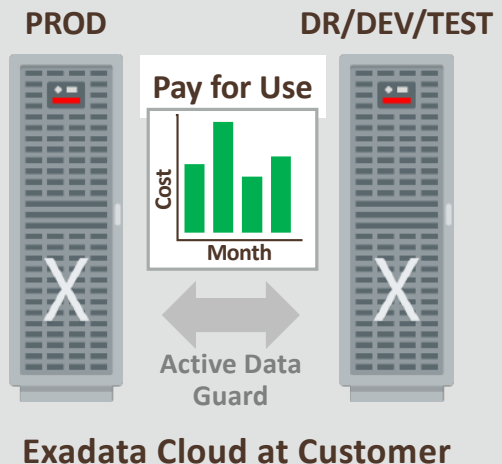 PROD
DR/DEV/TEST
Pay for Use
Cost
Month
X
X
Active Data
Guard
Exadata Cloud at Customer